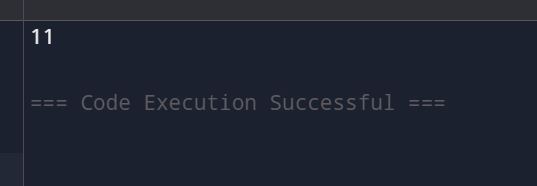 11
=== Code Execution Successful ===